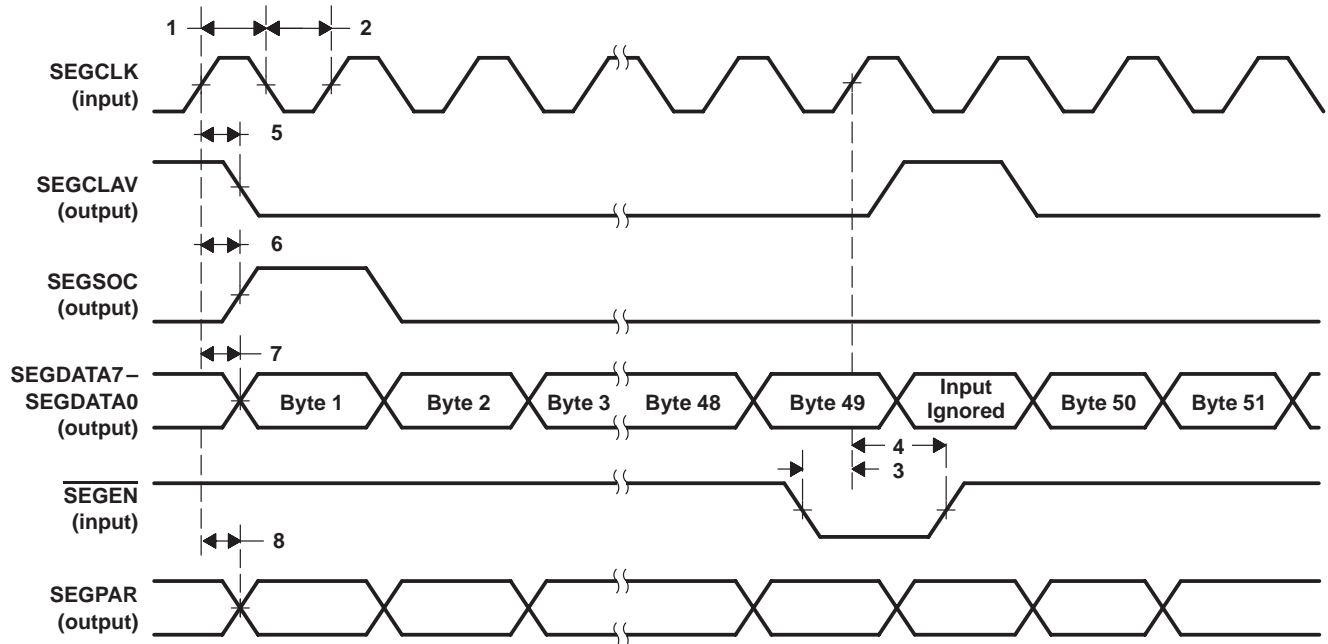 1
2
SEGCLK
(input)
5
SEGCLAV
(output)
6
SEGSOC
(output)
7
SEGDATA7–
SEGDATA0
(output)
Byte 1
Byte 2
Byte 3
Byte 48
Byte 49
Input
Ignored
Byte 50
Byte 51
4
3
SEGEN
(input)
8
SEGPAR
(output)